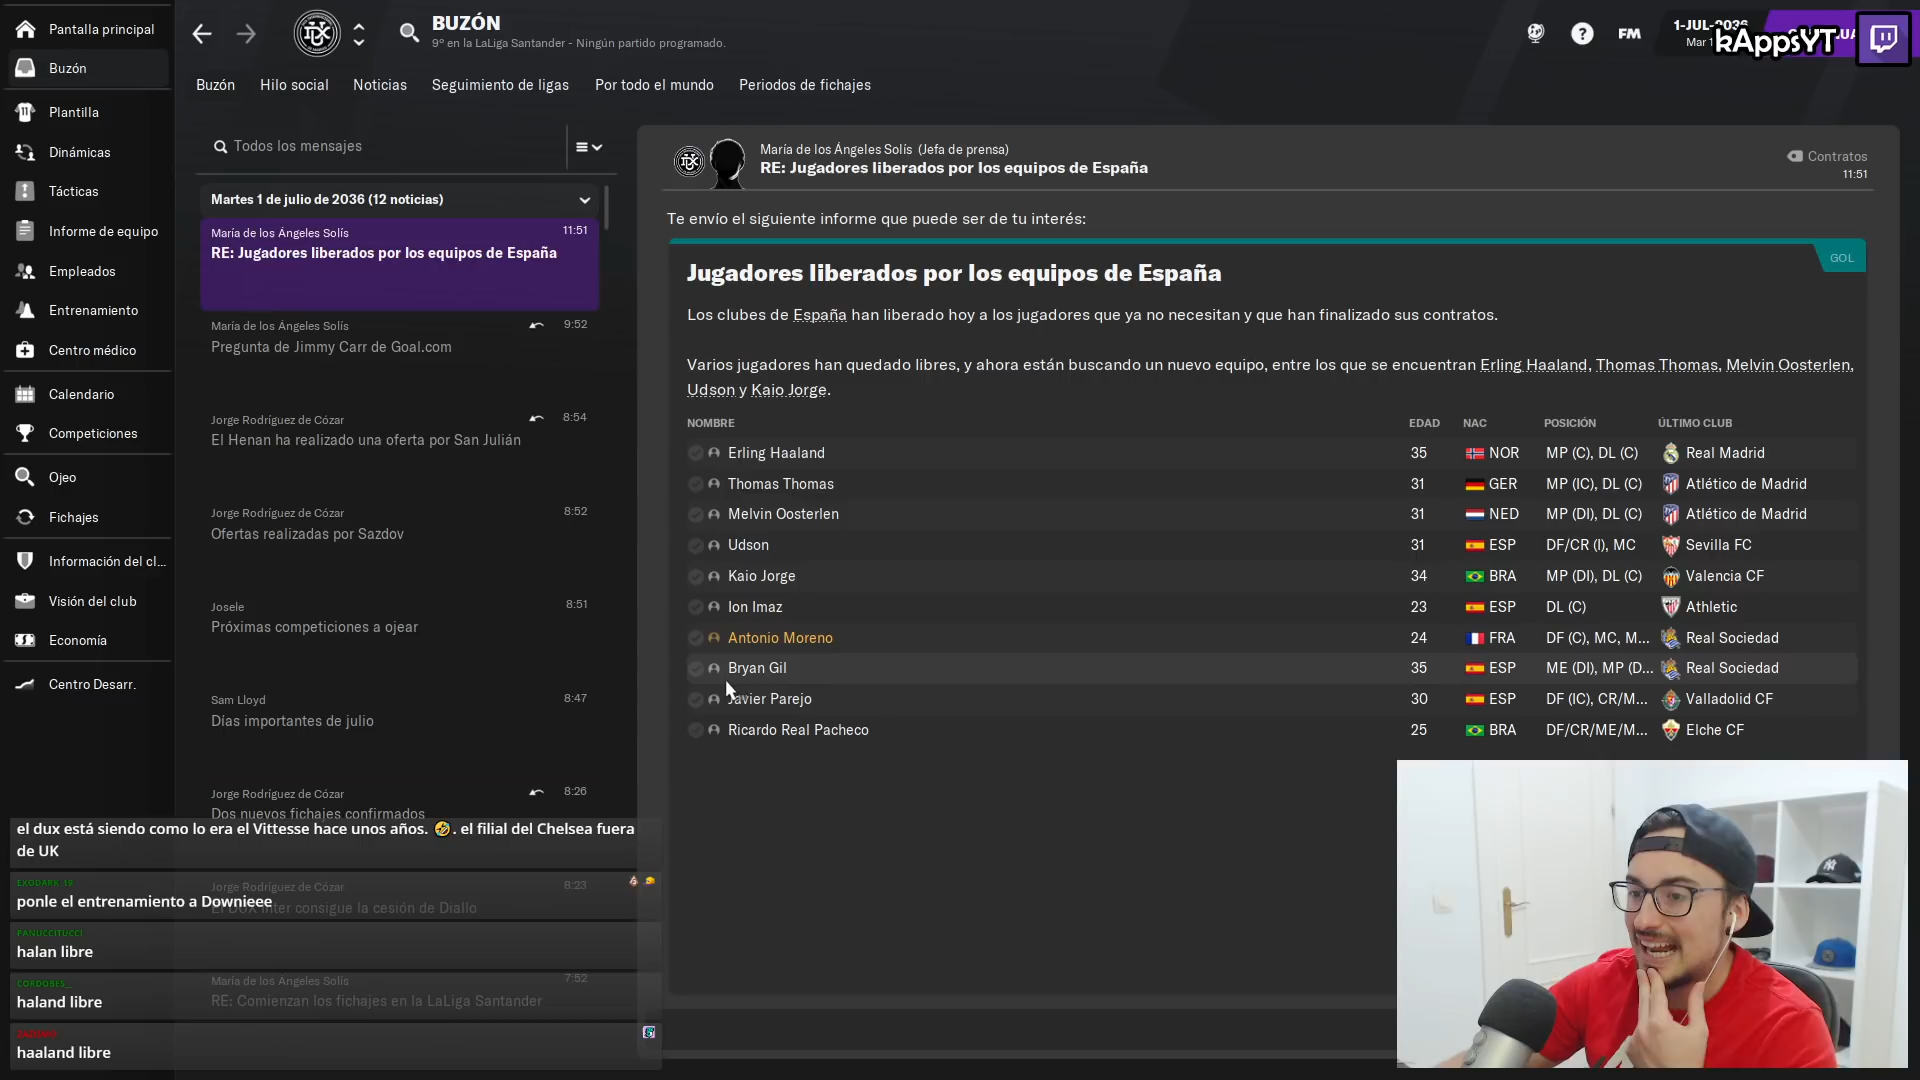 Pantalla principal
Buzón
Plantilla
Dinámicas
Tácticas
Informe de equipo
Empleados
Entrenamiento
Centro médico
Calendario
Competiciones
Ojeo
Fichajes
Información del cl...
Visión del club
Economía
Centro Desarr.
BUZÓN
9º en la LaLiga Santander - Ningún partido programado.
FM
1-JUL-2036
Mar 1
kAppsYT
Buzón Hilo social Noticias Seguimiento de ligas Por todo el mundo Periodos de fichajes
Todos los mensajes
Martes 1 de julio de 2036 (12 noticias)
María de los Ángeles Solís 11:51
RE: Jugadores liberados por los equipos de España
María de los Ángeles Solís 9:52
Pregunta de Jimmy Carr de Goal.com
Jorge Rodríguez de Cózar 8:54
El Henan ha realizado una oferta por San Julián
Jorge Rodríguez de Cózar 8:52
Ofertas realizadas por Sazdov
Josele 8:51
Próximas competiciones a ojear
Sam Lloyd 8:47
Días importantes de julio
Jorge Rodríguez de Cózar 8:26
Dos nuevos fichajes confirmados
Jorge Rodríguez de Cózar 8:23
El DUX Inter consigue la cesión de Diallo
María de los Ángeles Solís 7:52
RE: Comienzan los fichajes en la LaLiga Santander
el dux está siendo como lo era el Vittesse hace unos años. 🤣. el filial del Chelsea fuera
de UK
EXODARK_19
ponle el entrenamiento a Downieee
PANUCCITUCCI
halan libre
CORDOBES_
haland libre
haaland libre
María de los Ángeles Solís (Jefa de prensa)
RE: Jugadores liberados por los equipos de España
Contratos
11:51
Te envío el siguiente informe que puede ser de tu interés:
GOL
Jugadores liberados por los equipos de España
Los clubes de España han liberado hoy a los jugadores que ya no necesitan y que han finalizado sus contratos.
Varios jugadores han quedado libres, y ahora están buscando un nuevo equipo, entre los que se encuentran Erling Haaland, Thomas Thomas, Melvin Oosterlen,
Udson y Kaio Jorge.
NOMBRE EDAD NAC POSICIÓN ÚLTIMO CLUB
Erling Haaland 35 NOR MP (C), DL (C) Real Madrid
Thomas Thomas 31 GER MP (IC), DL (C) Atlético de Madrid
Melvin Oosterlen 31 NED MP (DI), DL (C) Atlético de Madrid
Udson 31 ESP DF/CR (I), MC Sevilla FC
Kaio Jorge 34 BRA MP (DI), DL (C) Valencia CF
Ion Imaz 23 ESP DL (C) Athletic
Antonio Moreno 24 FRA DF (C), MC, M... Real Sociedad
Bryan Gil 35 ESP ME (DI), MP (D... Real Sociedad
Javier Parejo 30 ESP DF (IC), CR/M... Valladolid CF
Ricardo Real Pacheco 25 BRA DF/CR/ME/M... Elche CF